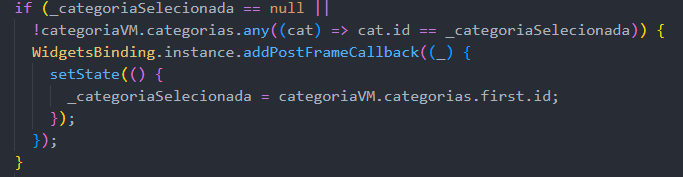 if (_categoriaSelecionada == null ||
!categoriaVM.categorias.any((cat) => cat.id == _categoriaSelecionada)) {
WidgetsBinding.instance.addPostFrameCallback((_) {
setState(() {
_categoriaSelecionada = categoriaVM.categorias.first.id;
});
});
}